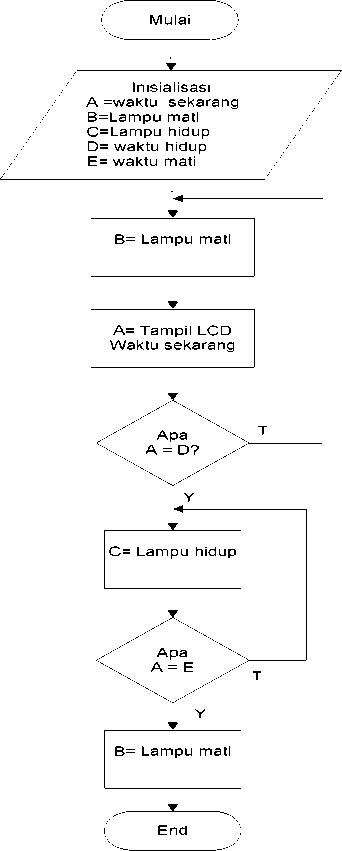 Mulai
Inisialisasi
A =waktu sekarang
B=Lampu mati
C=Lampu hidup
D= waktu hidup
E= waktu mati
B= Lampu mati
A= Tampil LCD
Waktu sekarang
Apa
A = D?
T
Y
C= Lampu hidup
Apa
A = E
T
Y
B= Lampu mati
End